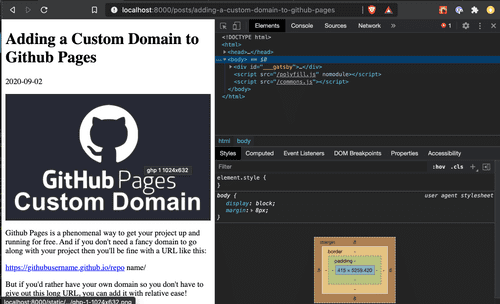 localhost:8000/posts/adding-a-custom-domain-to-github-pages
Adding a Custom Domain to
Github Pages
2020-09-02
GitHub Pages
Custom Domain
ghp 1 1024x632
Github Pages is a phenomenal way to get your project up and
running for free. And if you don't need a fancy domain to go
along with your project then you'll be fine with a URL like this:
https://githubusername.github.io/repo name/
But if you'd rather have your own domain so you don't have to
give out this long URL, you can add it with relative ease!
localhost:8000/static/.../ghp-1-1024x632.png
Elements Console Sources Network »
<!DOCTYPE html>
<html>
<head>…</head>
<body> == $0
<div id="___gatsby">…</div>
<script src="/polyfill.js" nomodule></script>
<script src="/commons.js"></script>
</body>
</html>
html body
Styles Computed Event Listeners DOM Breakpoints Properties Accessibility
Filter :hov .cls +
element.style {
}
body { user agent stylesheet
display: block;
margin: 8px;
}
margin 8
border -
padding -
8 - - 415 × 5259.420 - - 8
-
-
8